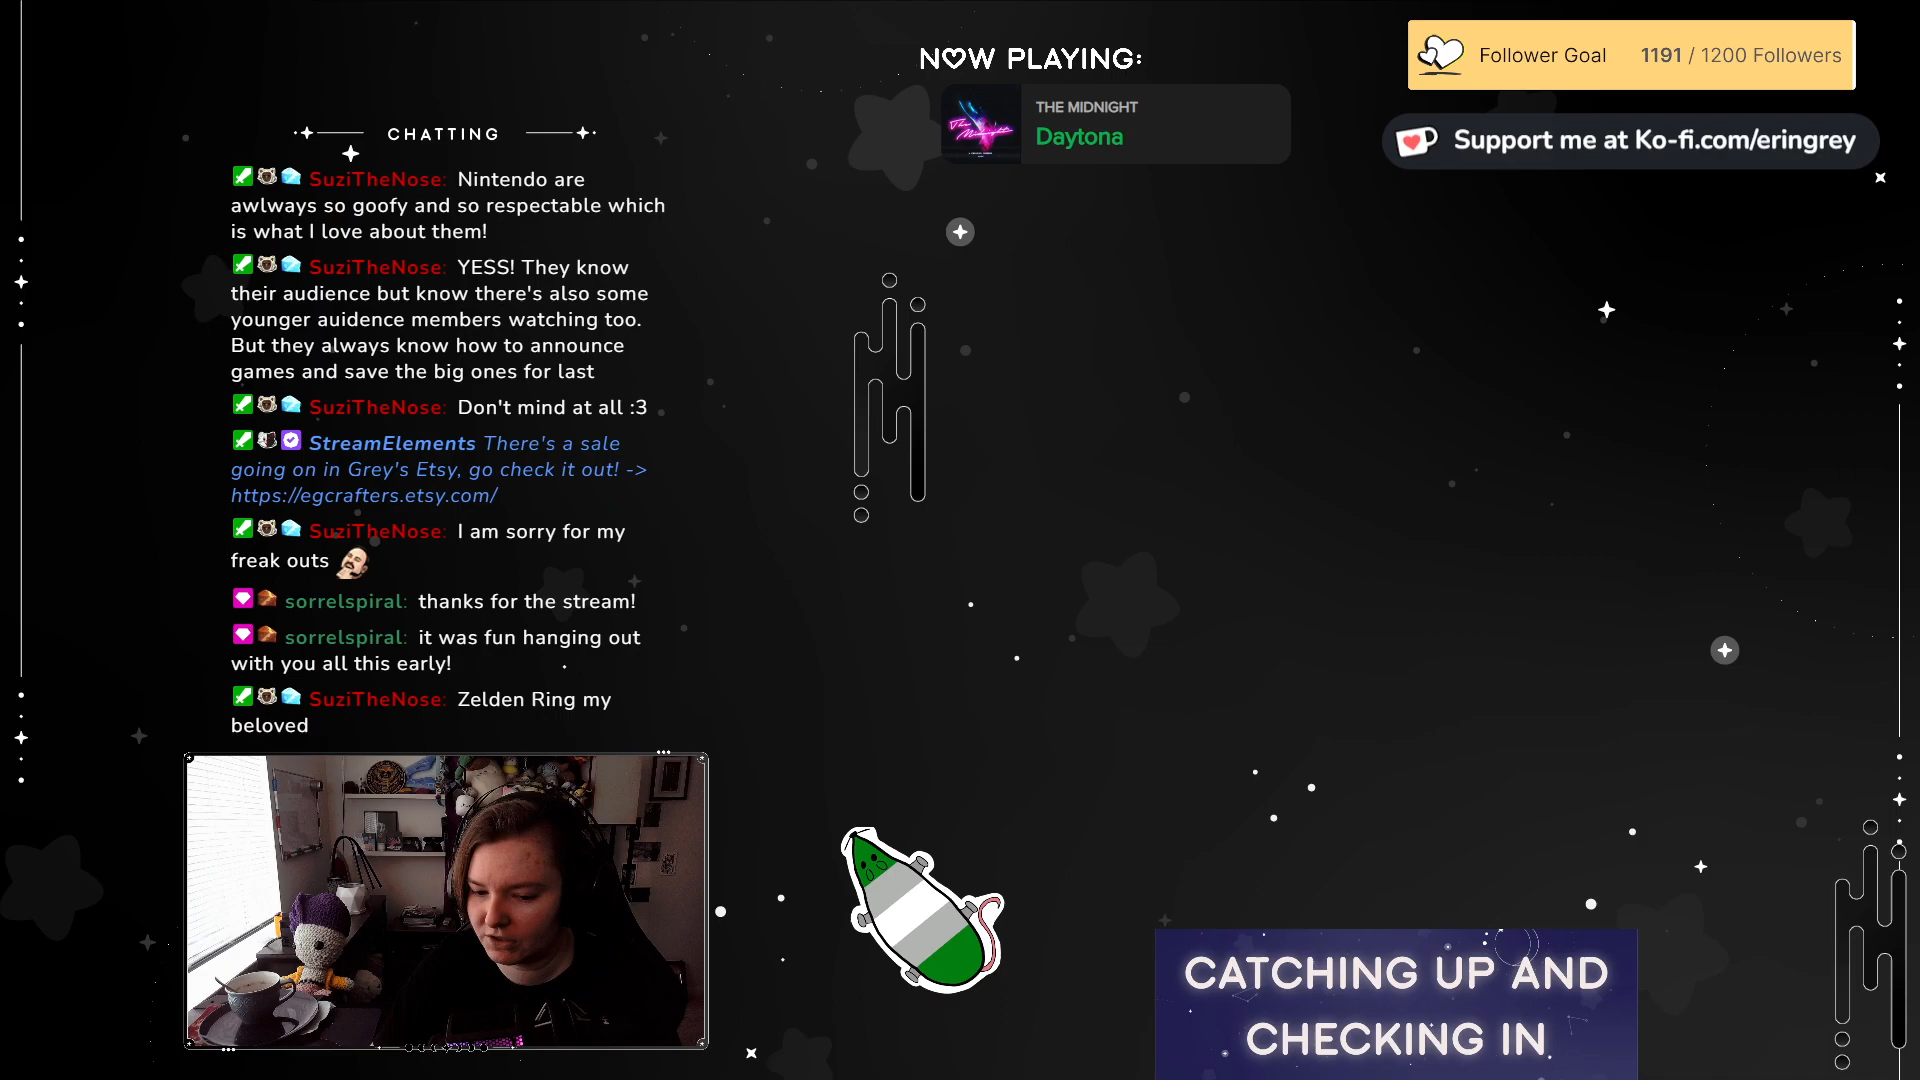 NOW PLAYING:
THE MIDNIGHT
Daytona
Follower Goal 1191 / 1200 Followers
Support me at Ko-fi.com/eringrey
CHATTING
SuziTheNose: Nintendo are
awlways so goofy and so respectable which
is what I love about them!
SuziTheNose: YESS! They know
their audience but know there's also some
younger auidence members watching too.
But they always know how to announce
games and save the big ones for last
SuziTheNose: Don't mind at all :3
StreamElements There's a sale
going on in Grey's Etsy, go check it out! ->
https://egcrafters.etsy.com/
SuziTheNose: I am sorry for my
freak outs
sorrelspiral: thanks for the stream!
sorrelspiral: it was fun hanging out
with you all this early!
SuziTheNose: Zelden Ring my
beloved
CATCHING UP AND
CHECKING IN